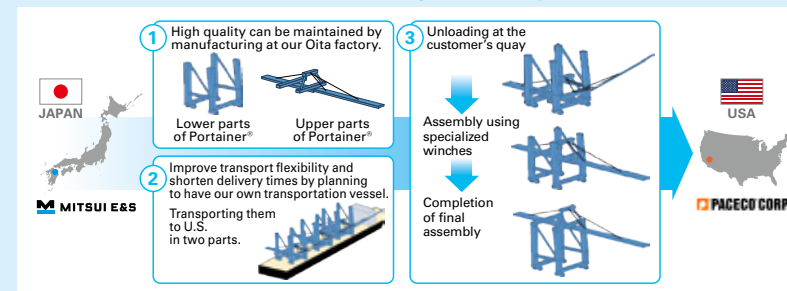 1
High quality can be maintained by
manufacturing at our Oita factory.
Lower parts
of Portainer®
Upper parts
of Portainer®
2
Improve transport flexibility and
shorten delivery times by planning
to have our own transportation vessel.
Transporting them
to U.S.
in two parts.
3
Unloading at the
customer's quay
Assembly using
specialized
winches
Completion
of final
assembly
JAPAN
MITSUI E&S
USA
PACECO CORP